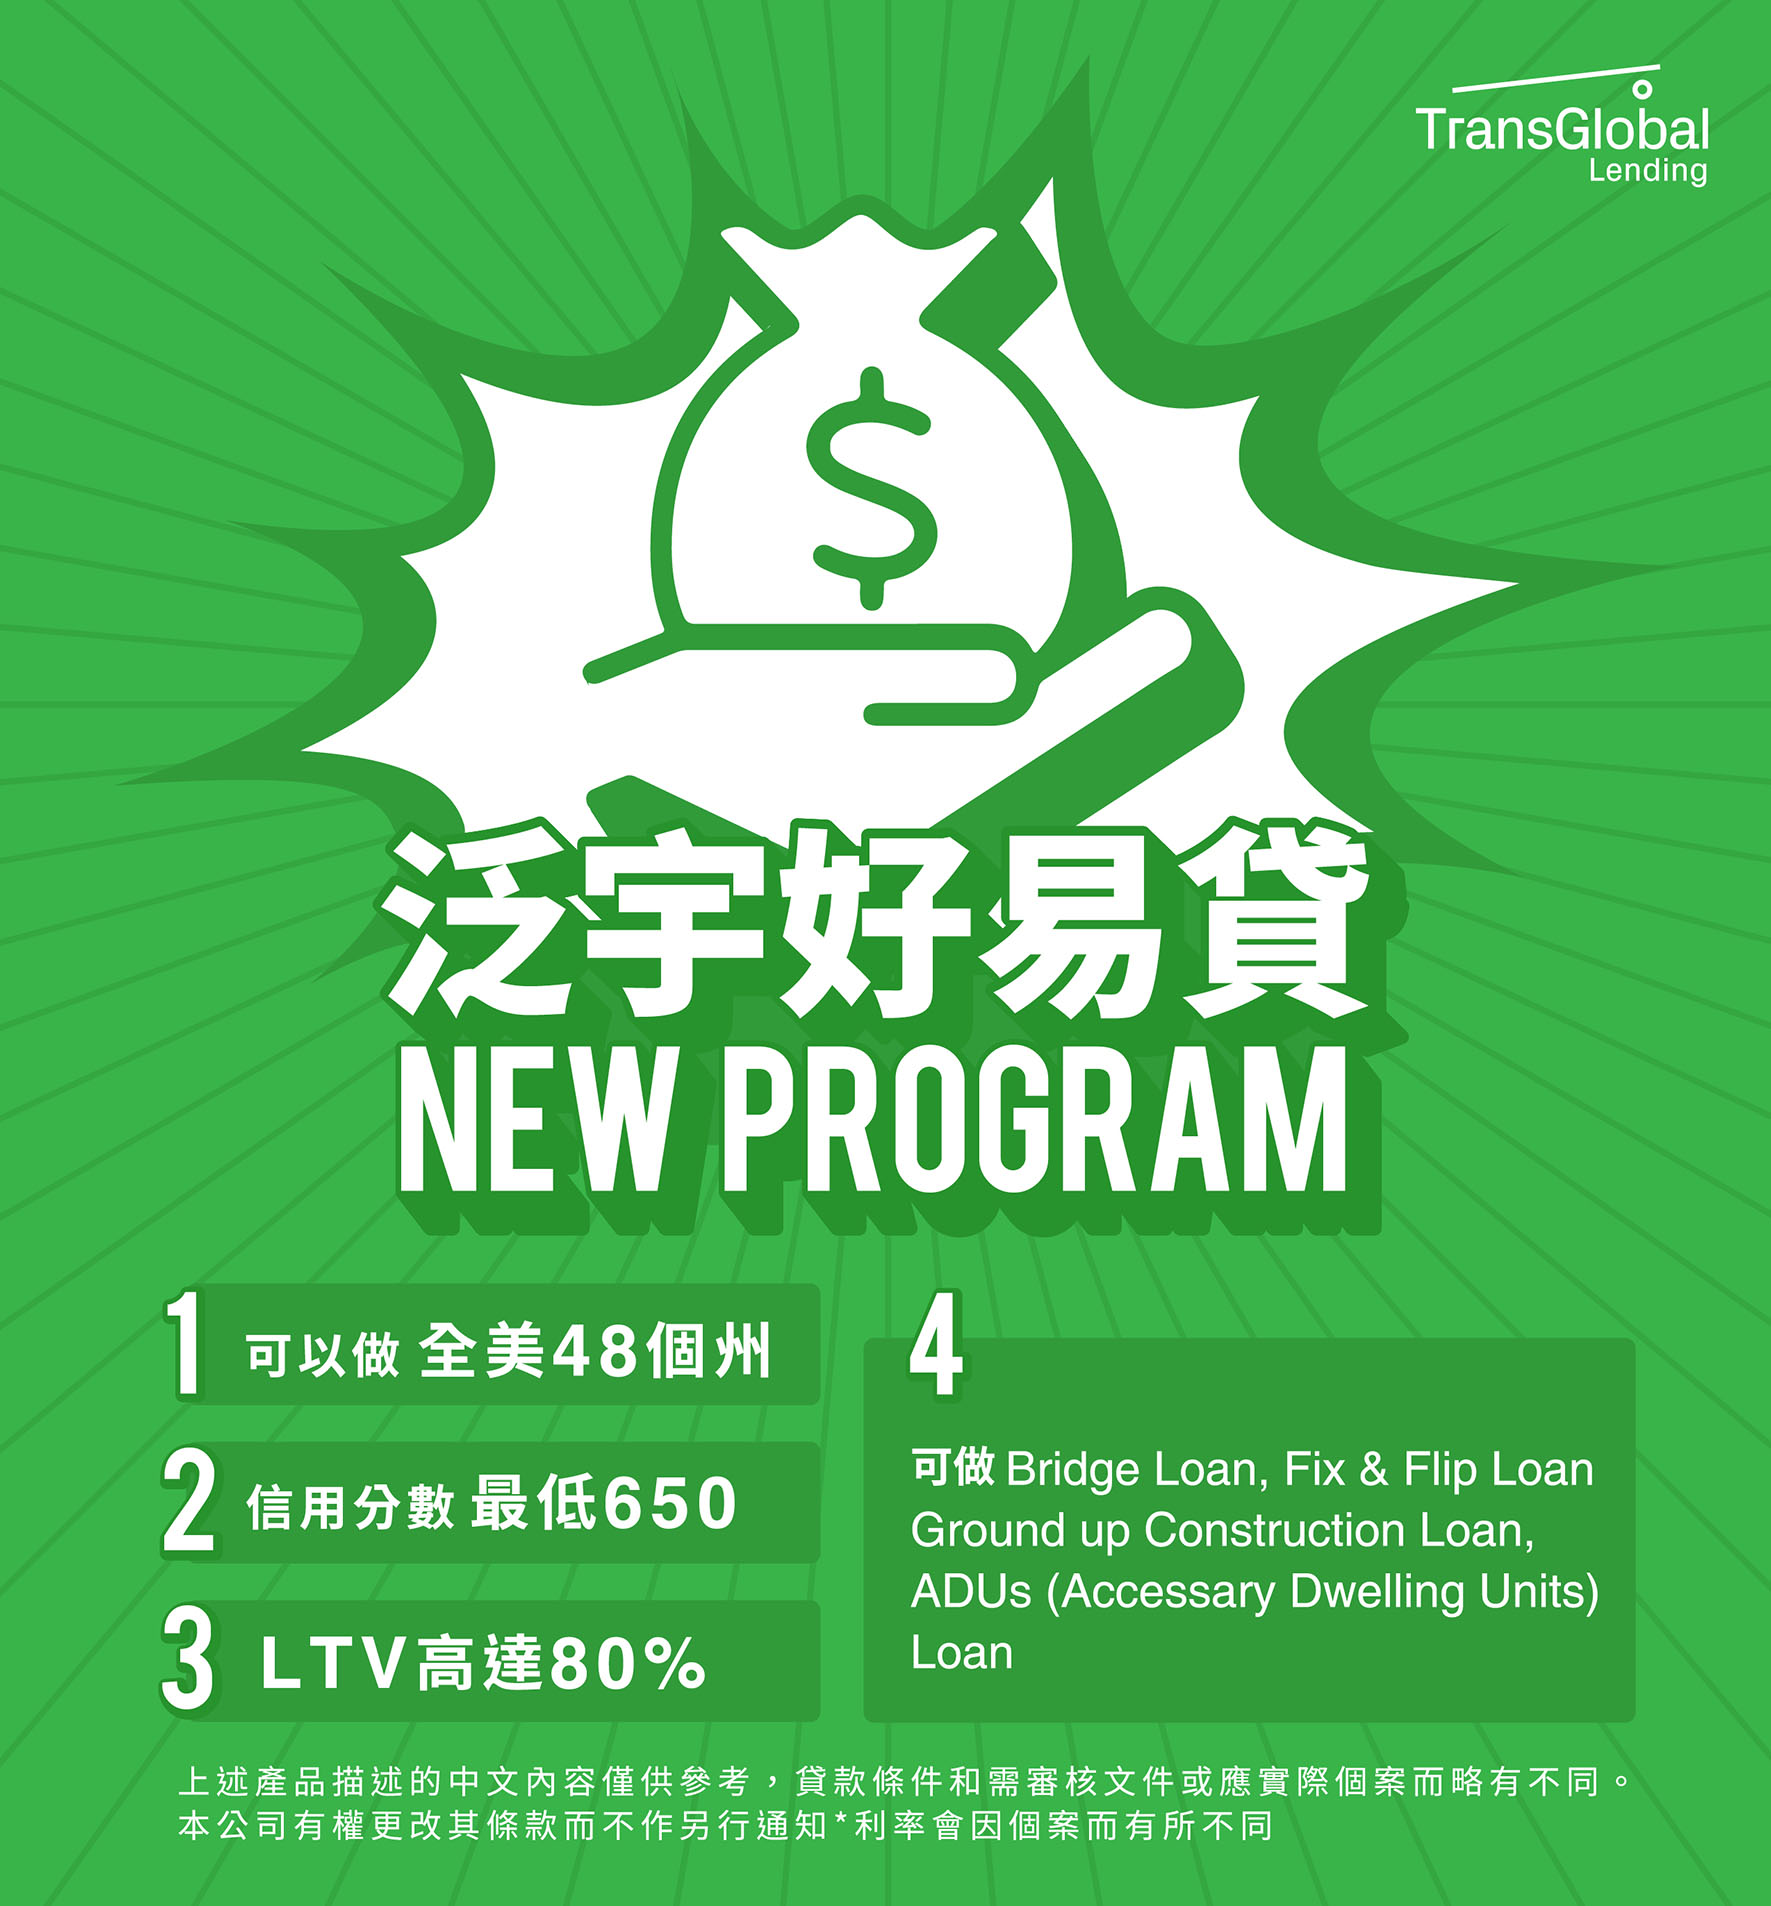 TransGlobal
Lending
泛宇好易貸
NEW PROGRAM
1 可以做 全美48個州
2 信用分數 最低650
3 LTV高達80%
4
可做 Bridge Loan, Fix & Flip Loan
Ground up Construction Loan,
ADUs (Accessary Dwelling Units)
Loan
上述產品描述的中文內容僅供參考，貸款條件和需審核文件或應實際個案而略有不同。
本公司有權更改其條款而不作另行通知*利率會因個案而有所不同